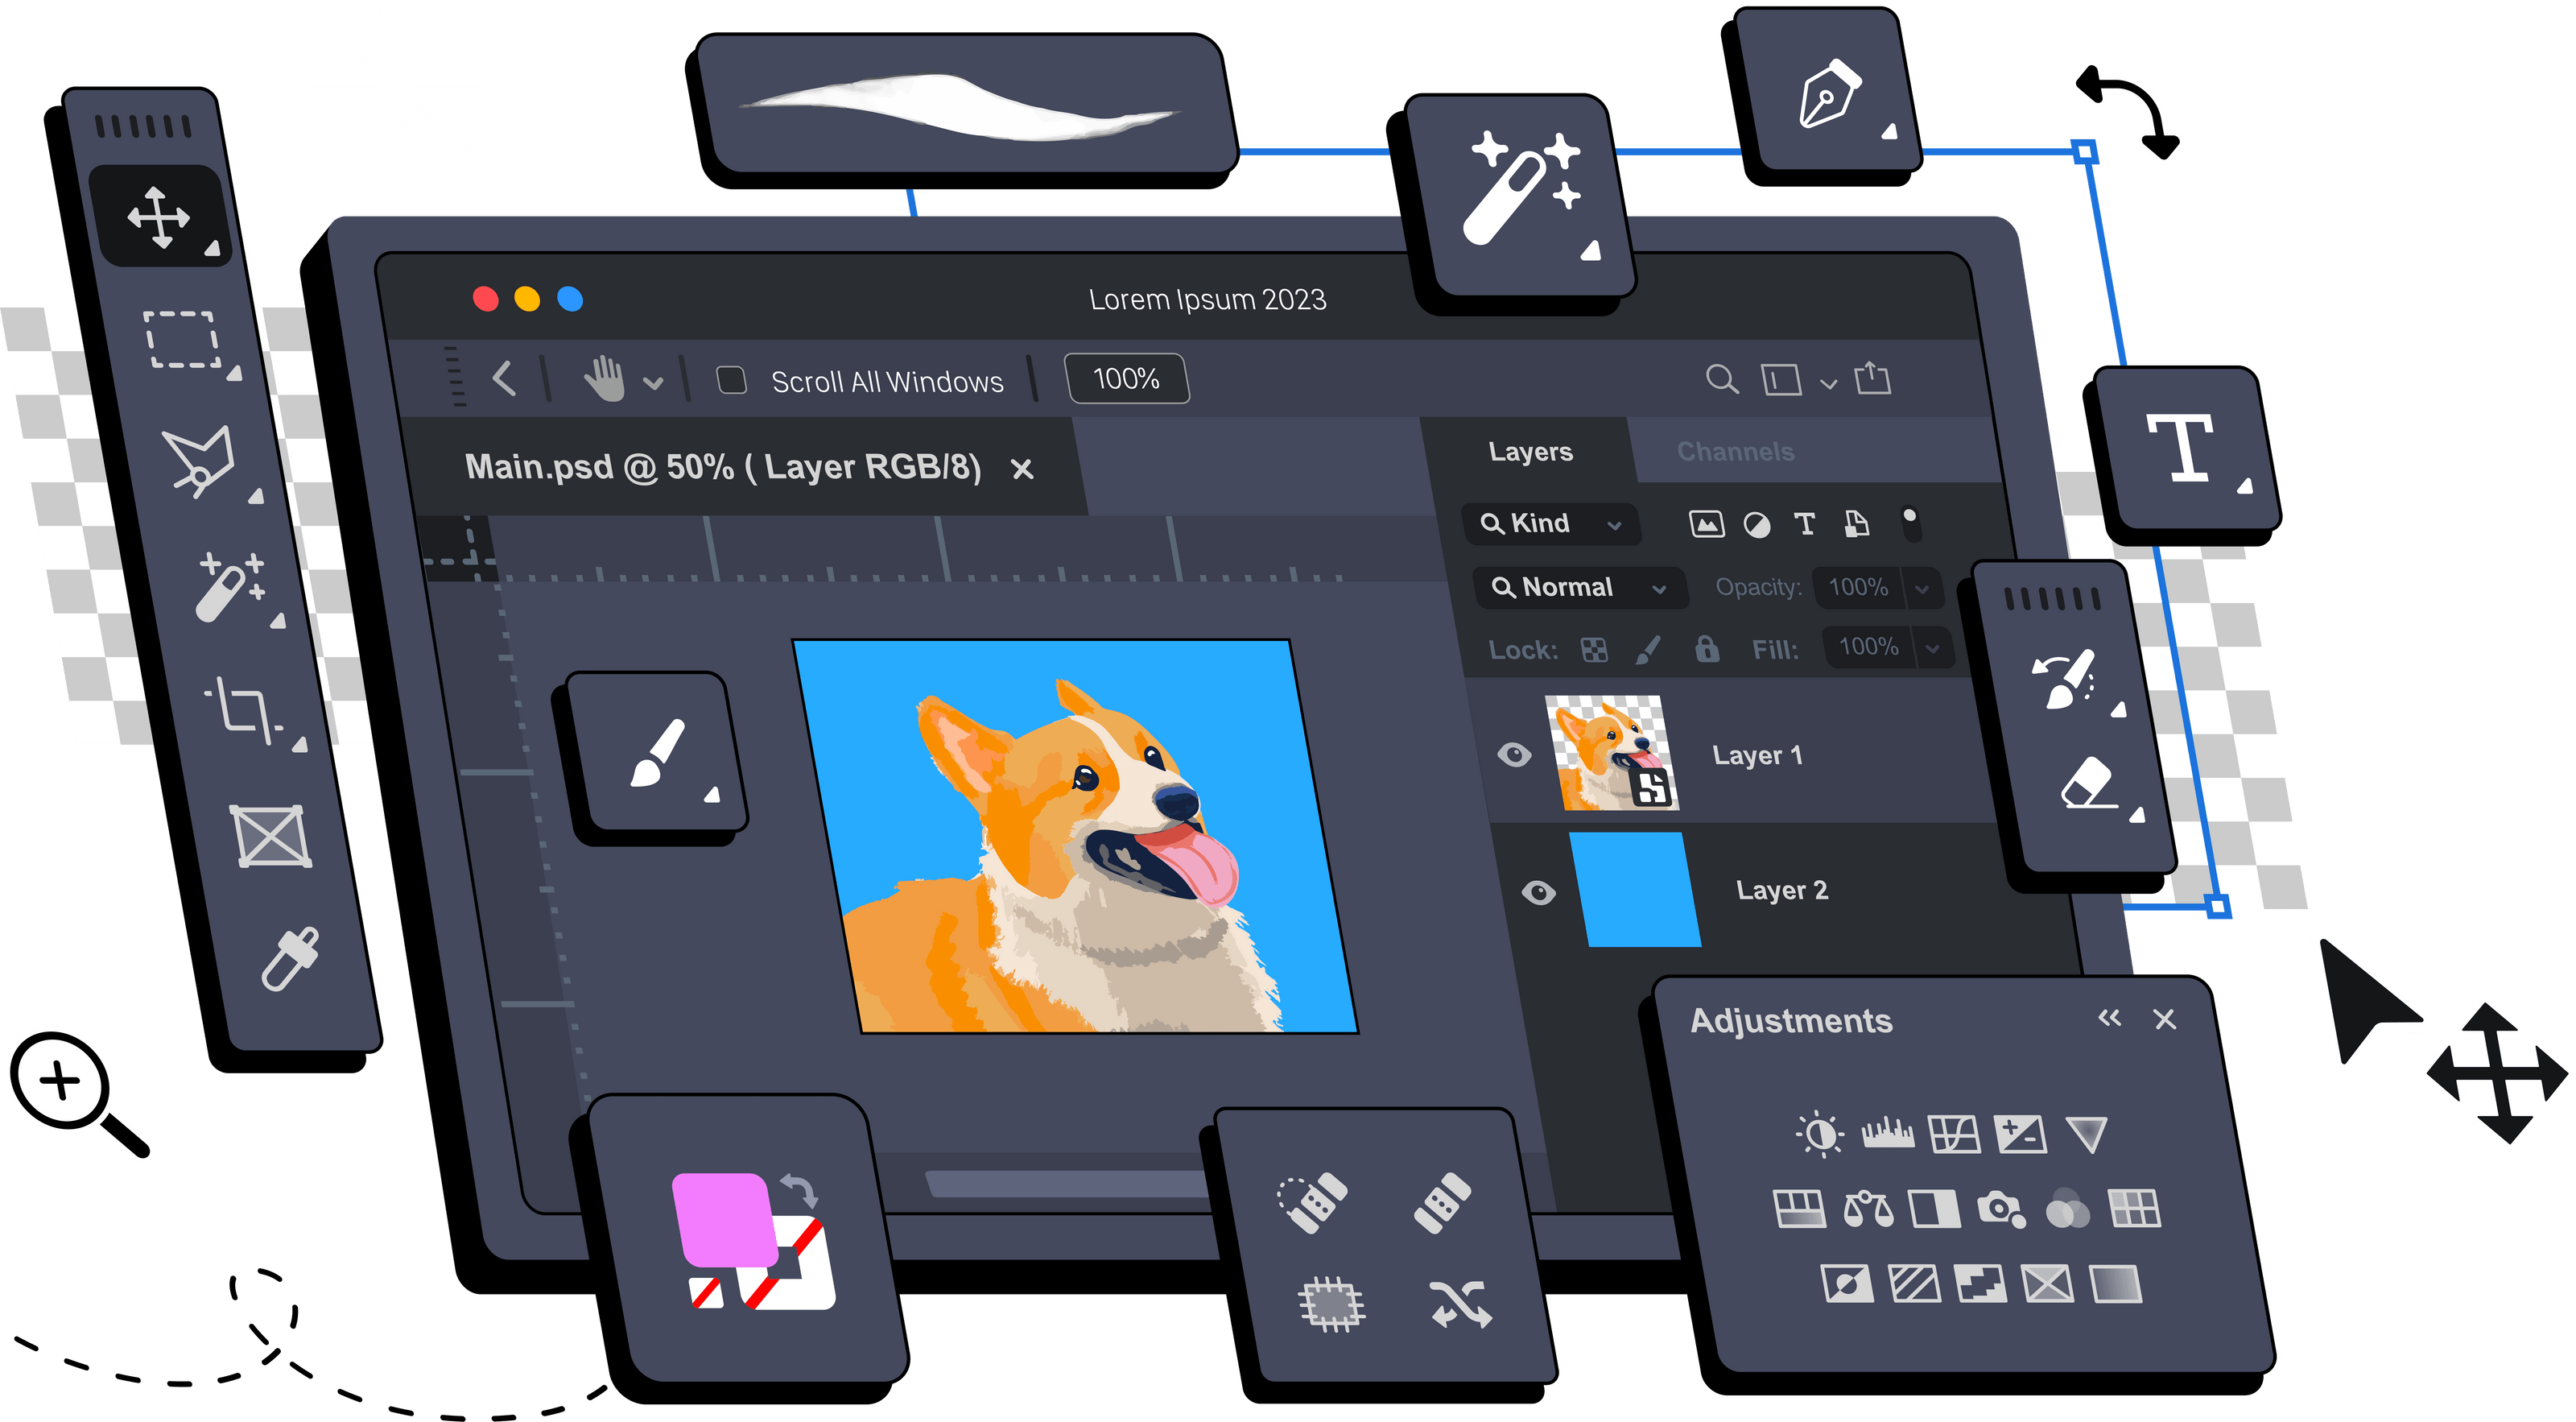 Lorem Ipsum 2023
Scroll All Windows
100%
Main.psd @ 50% ( Layer RGB/8)
Layers
Channels
Kind
T
Normal
Opacity: 100%
Lock:
Fill: 100%
Layer 1
Layer 2
T
Adjustments